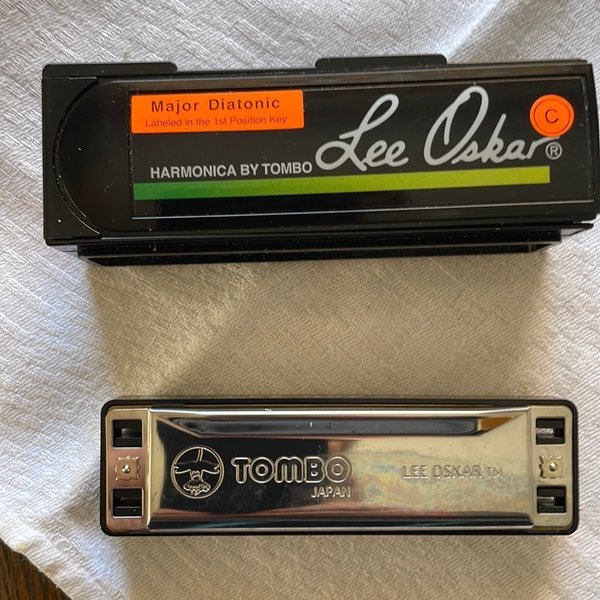 Major Diatonic
Labeled in the 1st Position Key
C
HARMONICA BY TOMBO
Lee Oskar®
TOMBO
JAPAN
LEE OSKAR TM